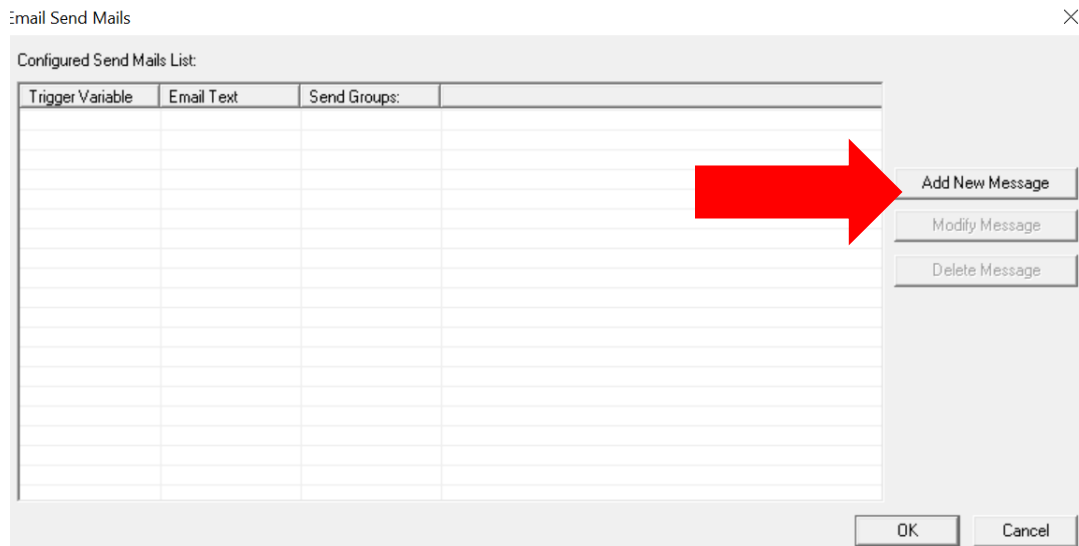 Email Send Mails
Configured Send Mails List:
Trigger Variable Email Text Send Groups:
Add New Message
Modify Message
Delete Message
OK Cancel